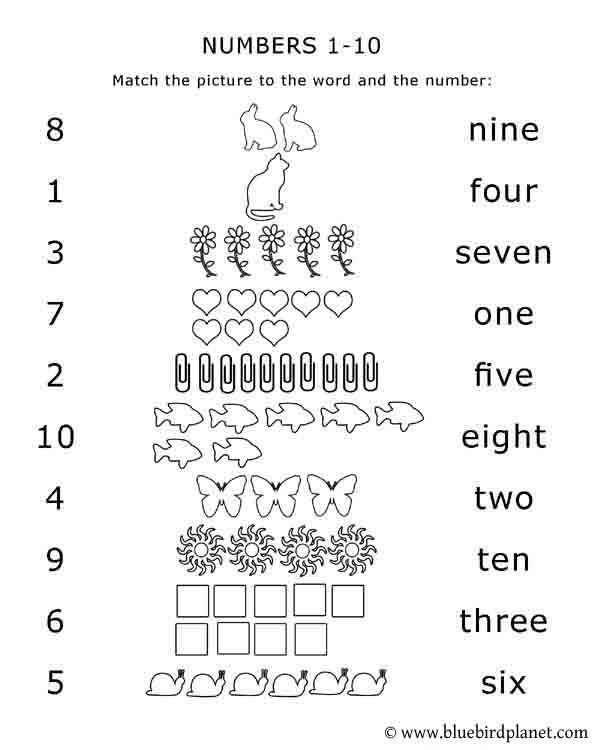 NUMBERS 1-10
Match the picture to the word and the number:
8 nine
1 four
3 seven
7 one
2 five
10 eight
4 two
9 ten
6 three
5 six
© www.bluebirdplanet.com